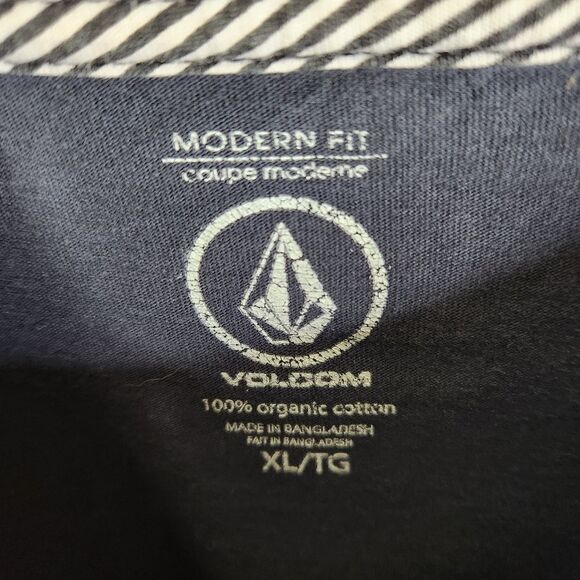 MODERN FIT
coupe moderne
VOLCOM
100% organic cotton
MADE IN BANGLADESH
FAIT IN BANGLADESH
XL/TG